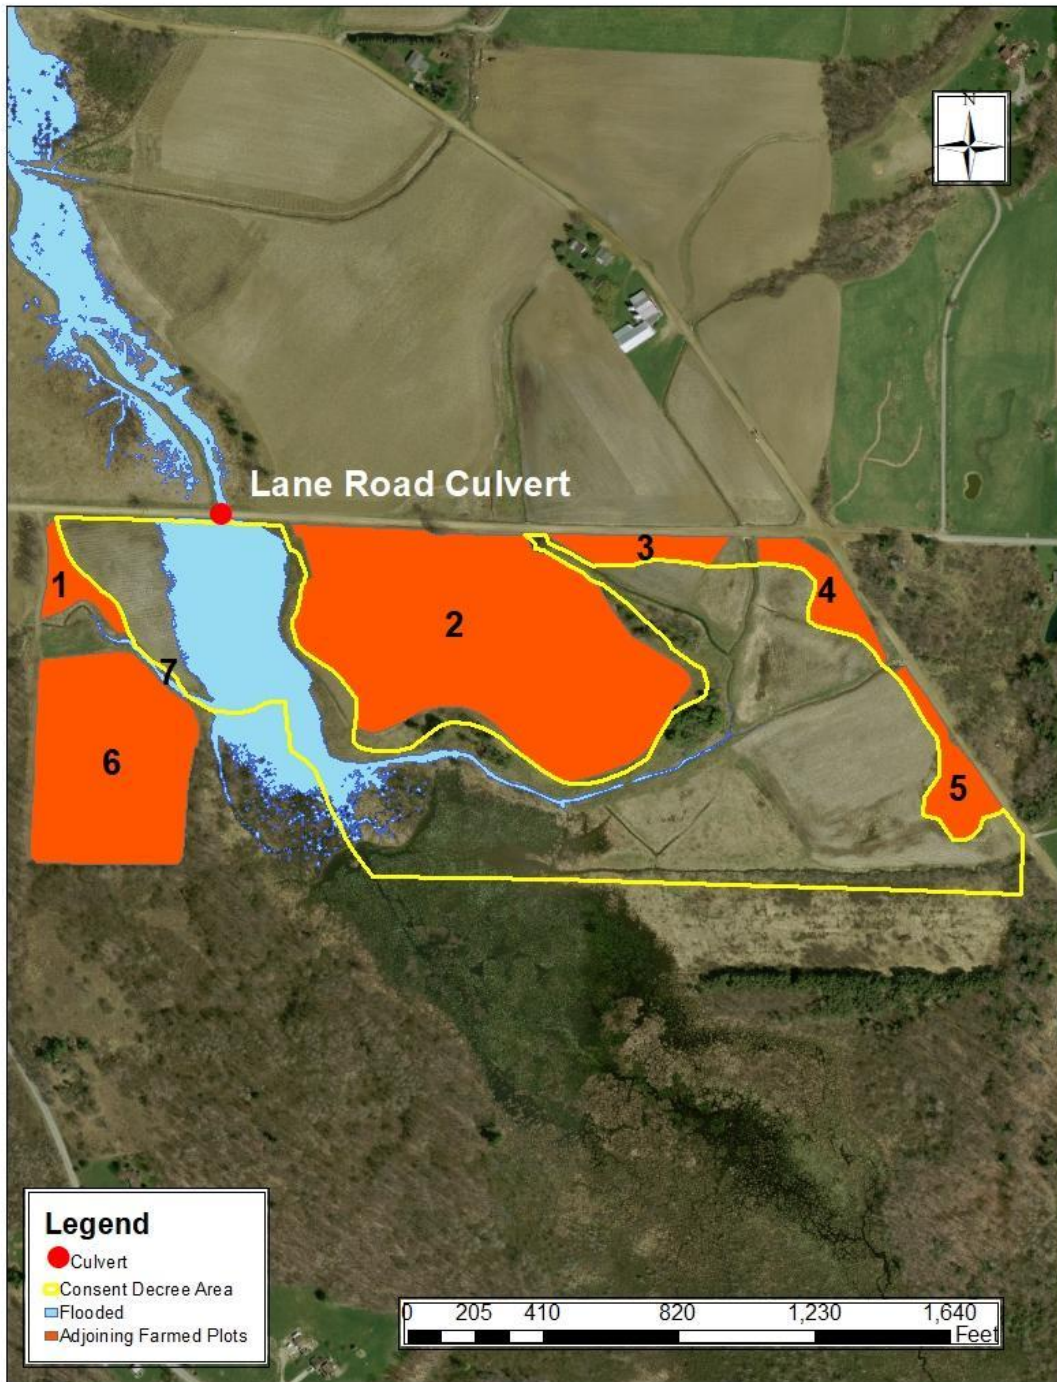 N
Lane Road Culvert
1
2
3
4
5
6
7
Legend
Culvert
Consent Decree Area
Flooded
Adjoining Farmed Plots
0 205 410 820 1,230 1,640
Feet